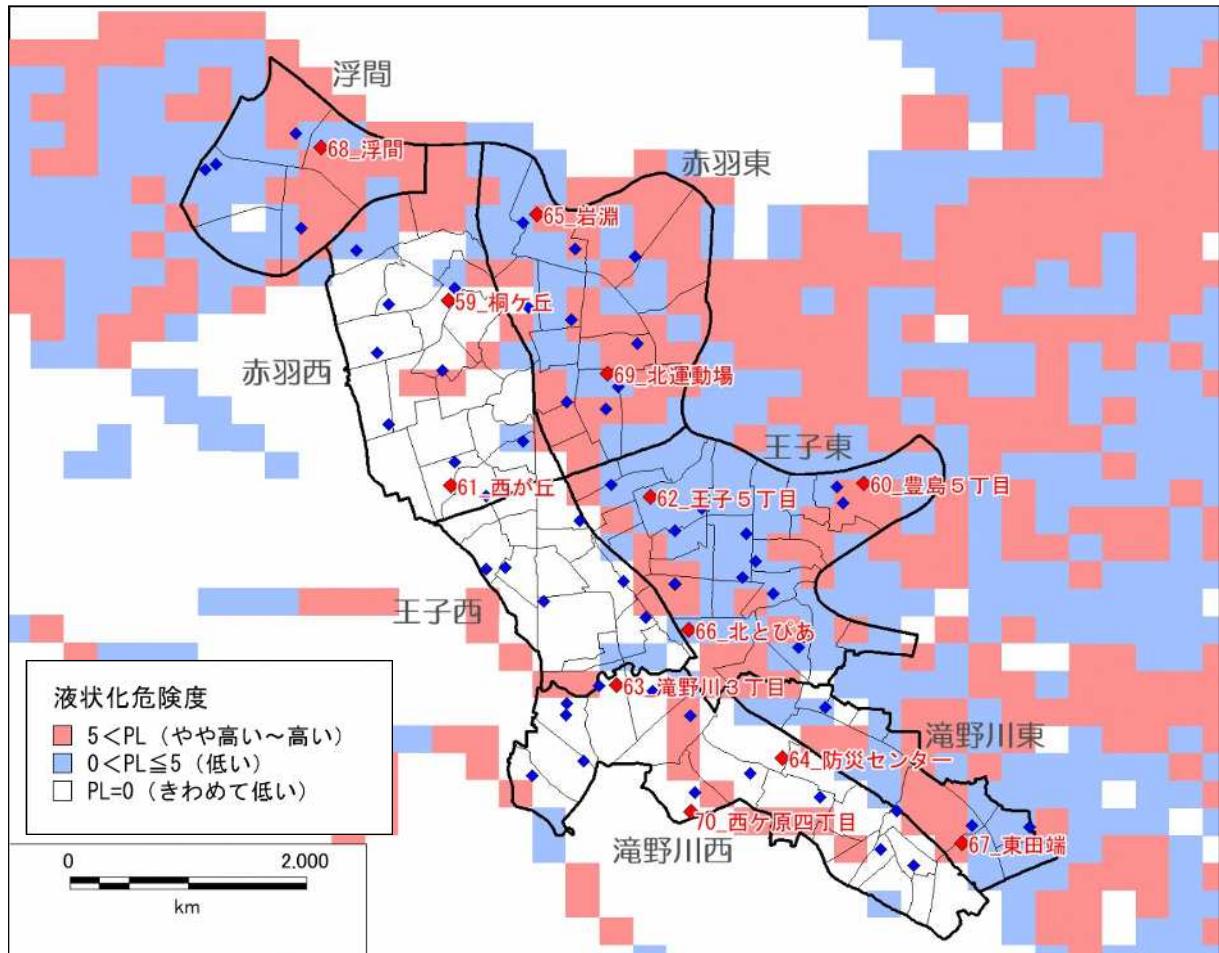 浮間
68_浮間
赤羽東
65_岩淵
59_桐ケ丘
赤羽西
69_北運動場
王子東
61_西が丘
62_王子５丁目
60_豊島５丁目
王子西
66_北とぴあ
63_滝野川３丁目
滝野川東
64_防災センター
70_西ケ原四丁目
67_東田端
滝野川西
液状化危険度
5＜PL（やや高い～高い）
0＜PL≦5（低い）
PL=0（きわめて低い）
0 2,000
km